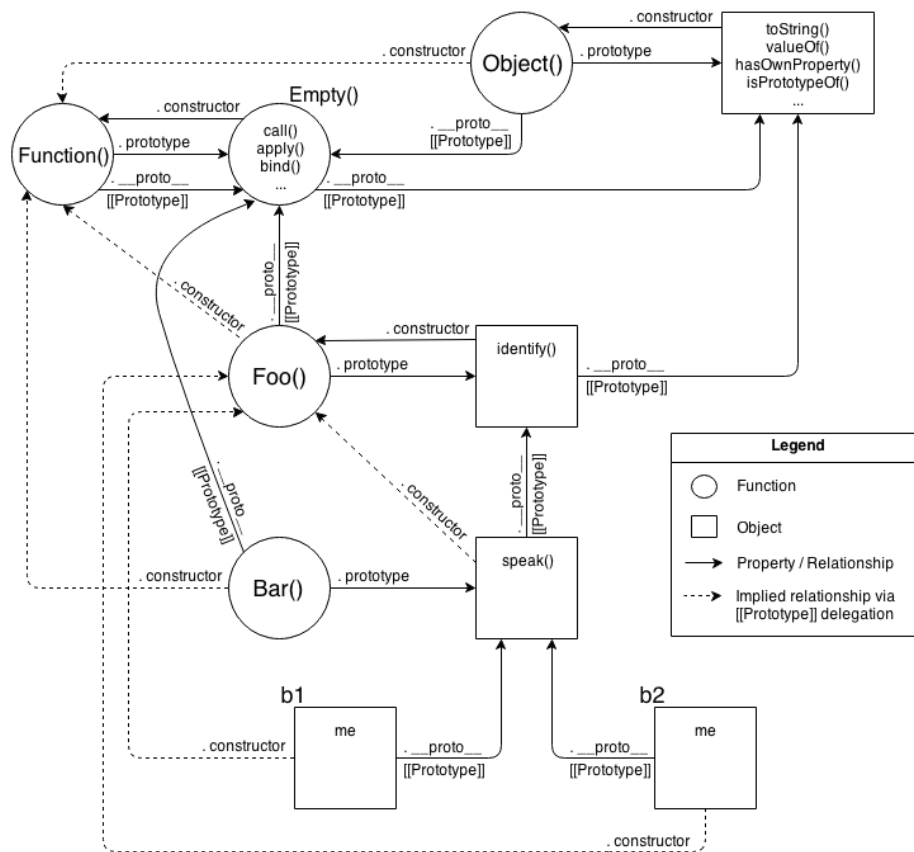 . constructor
. constructor
Object()
. prototype
toString()
valueOf()
hasOwnProperty()
isPrototypeOf()
...
Empty()
. constructor
Function()
. prototype
call()
apply()
bind()
...
. __proto__
[[Prototype]]
. __proto__
[[Prototype]]
. __proto__
[[Prototype]]
. __proto__
[[Prototype]]
. constructor
. constructor
Foo()
. prototype
identify()
. __proto__
[[Prototype]]
. __proto__
[[Prototype]]
. __proto__
[[Prototype]]
. constructor
. constructor
Bar()
. prototype
speak()
Legend
Function
Object
Property / Relationship
Implied relationship via
[[Prototype]] delegation
b1
me
. constructor
. __proto__
[[Prototype]]
b2
me
. __proto__
[[Prototype]]
. constructor